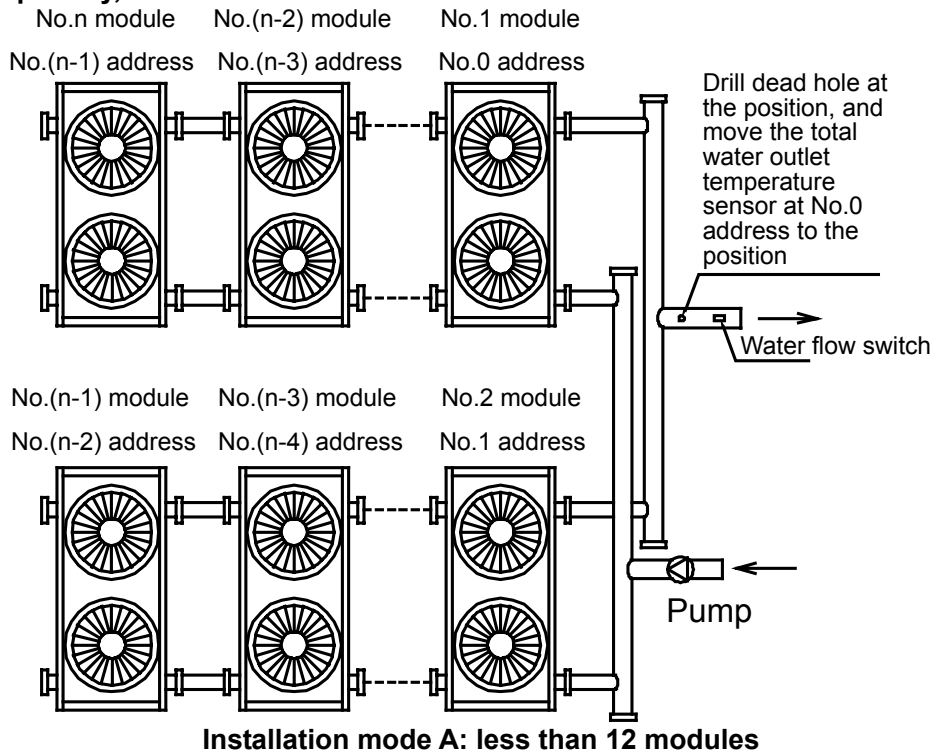 No.n module No.(n-2) module No.1 module
No.(n-1) address No.(n-3) address No.0 address
Drill dead hole at
the position, and
move the total
water outlet
temperature
sensor at No.0
address to the
position
Water flow switch
No.(n-1) module No.(n-3) module No.2 module
No.(n-2) address No.(n-4) address No.1 address
Pump
Installation mode A: less than 12 modules